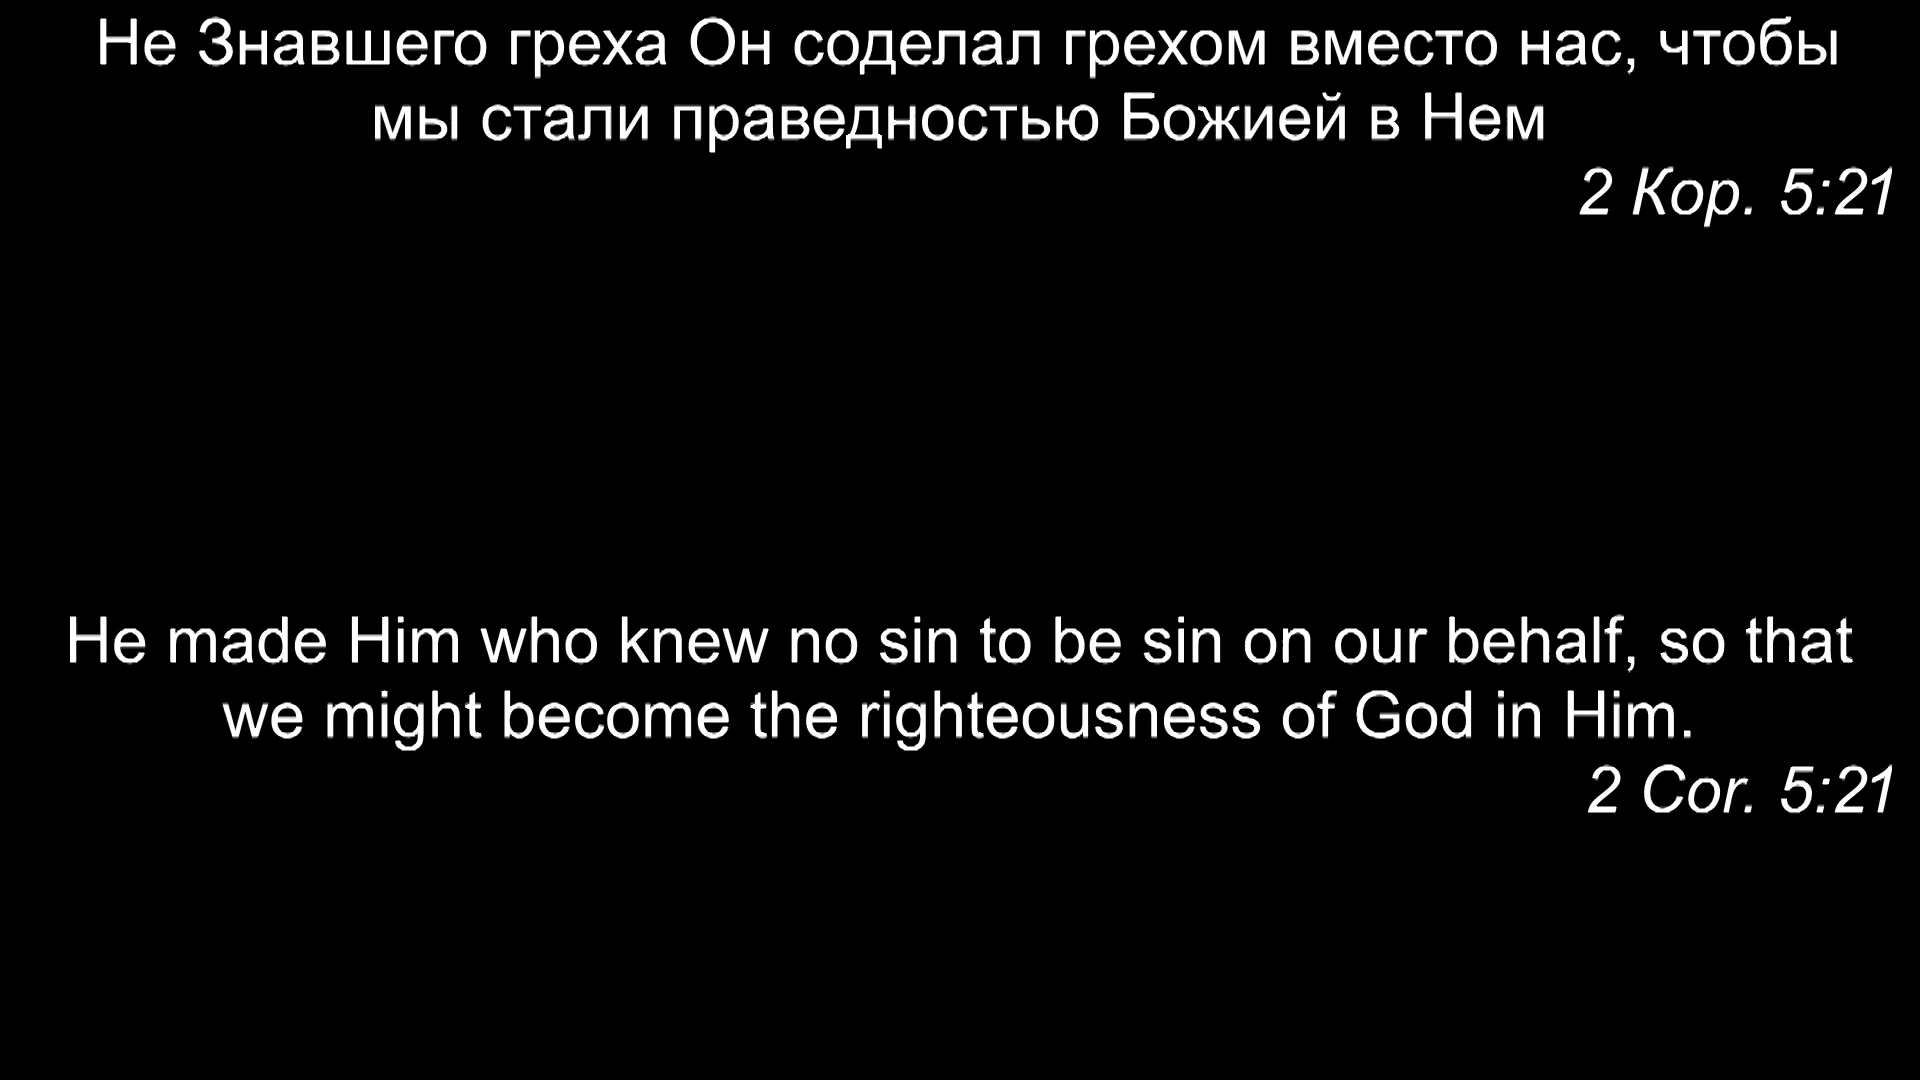 Не Знавшего греха Он соделал грехом вместо нас, чтобы
мы стали праведностью Божией в Нем
2 Кор. 5:21
He made Him who knew no sin to be sin on our behalf, so that
we might become the righteousness of God in Him.
2 Cor. 5:21